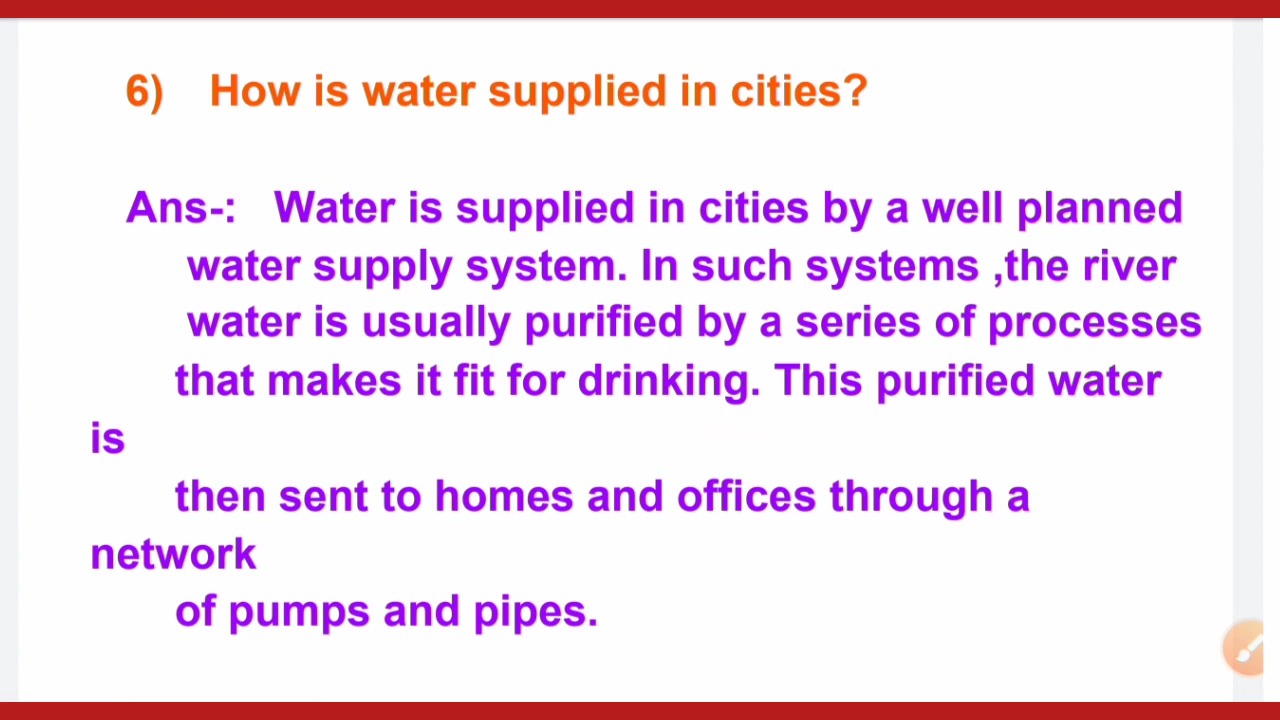 6) How is water supplied in cities?
Ans-: Water is supplied in cities by a well planned
water supply system. In such systems ,the river
water is usually purified by a series of processes
that makes it fit for drinking. This purified water
is
then sent to homes and offices through a
network
of pumps and pipes.